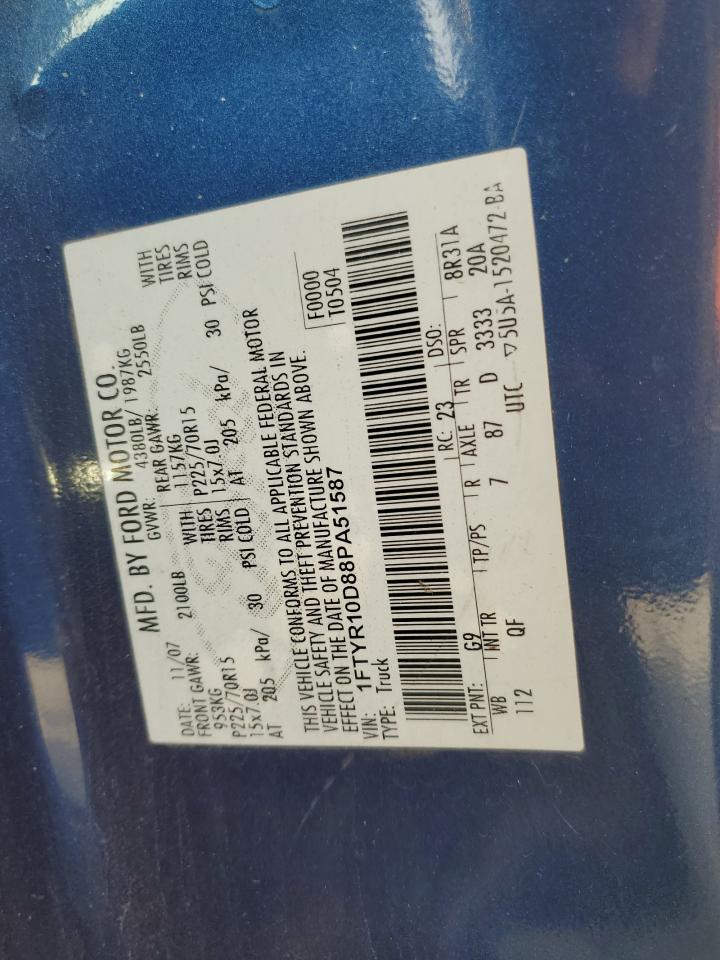 MFD. BY FORD MOTOR CO.
DATE: 11/07 GVWR: 4380LB/ 1987KG
FRONT GAWR: 2100LB REAR GAWR: 2550LB
953KG WITH 1157KG WITH
P225/70R15 TIRES P225/70R15 TIRES
15x7.0J RIMS 15x7.0J RIMS
AT 205 kPa/ 30 PSI COLD AT 205 kPa/ 30 PSI COLD
THIS VEHICLE CONFORMS TO ALL APPLICABLE FEDERAL MOTOR
VEHICLE SAFETY AND THEFT PREVENTION STANDARDS IN
EFFECT ON THE DATE OF MANUFACTURE SHOWN ABOVE.
VIN: 1FTYR10D88PA51587 F0000
TYPE: Truck T0504
EXT PNT: G9 RC: 23 DSO:
WB INT TR TP/PS R AXLE TR SPR 8R31A
112 QF 7 87 D 3333 20A
UTC ▽5U5A-1520472-BA